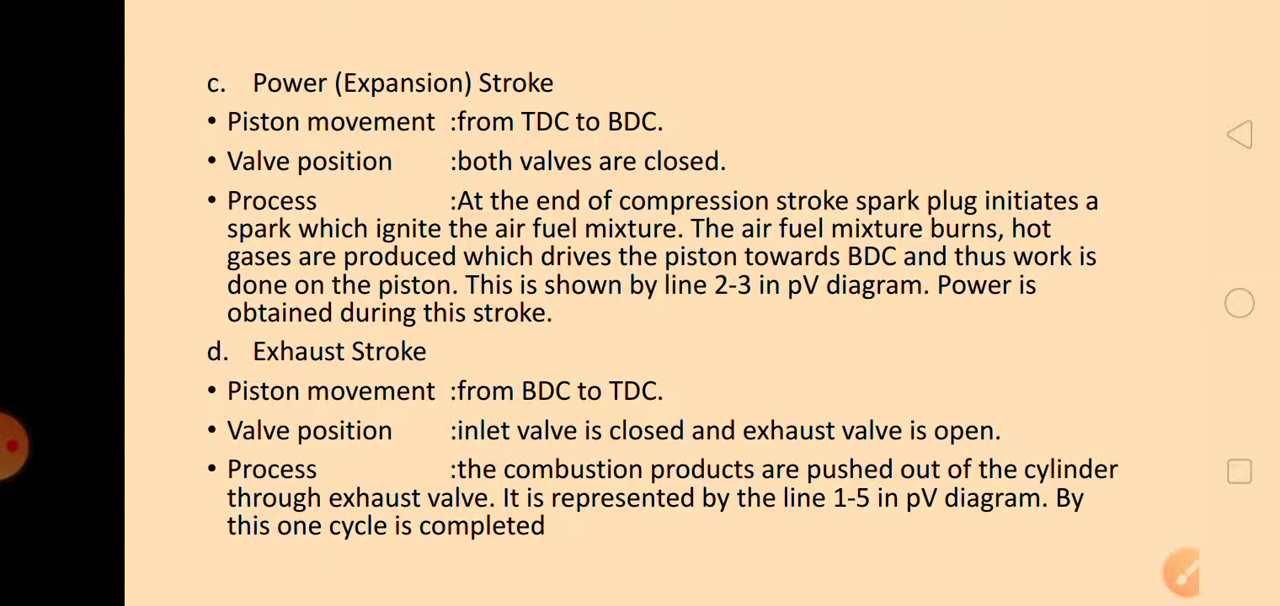 c. Power (Expansion) Stroke
• Piston movement :from TDC to BDC.
• Valve position :both valves are closed.
• Process :At the end of compression stroke spark plug initiates a
spark which ignite the air fuel mixture. The air fuel mixture burns, hot
gases are produced which drives the piston towards BDC and thus work is
done on the piston. This is shown by line 2-3 in pV diagram. Power is
obtained during this stroke.
d. Exhaust Stroke
• Piston movement :from BDC to TDC.
• Valve position :inlet valve is closed and exhaust valve is open.
• Process :the combustion products are pushed out of the cylinder
through exhaust valve. It is represented by the line 1-5 in pV diagram. By
this one cycle is completed